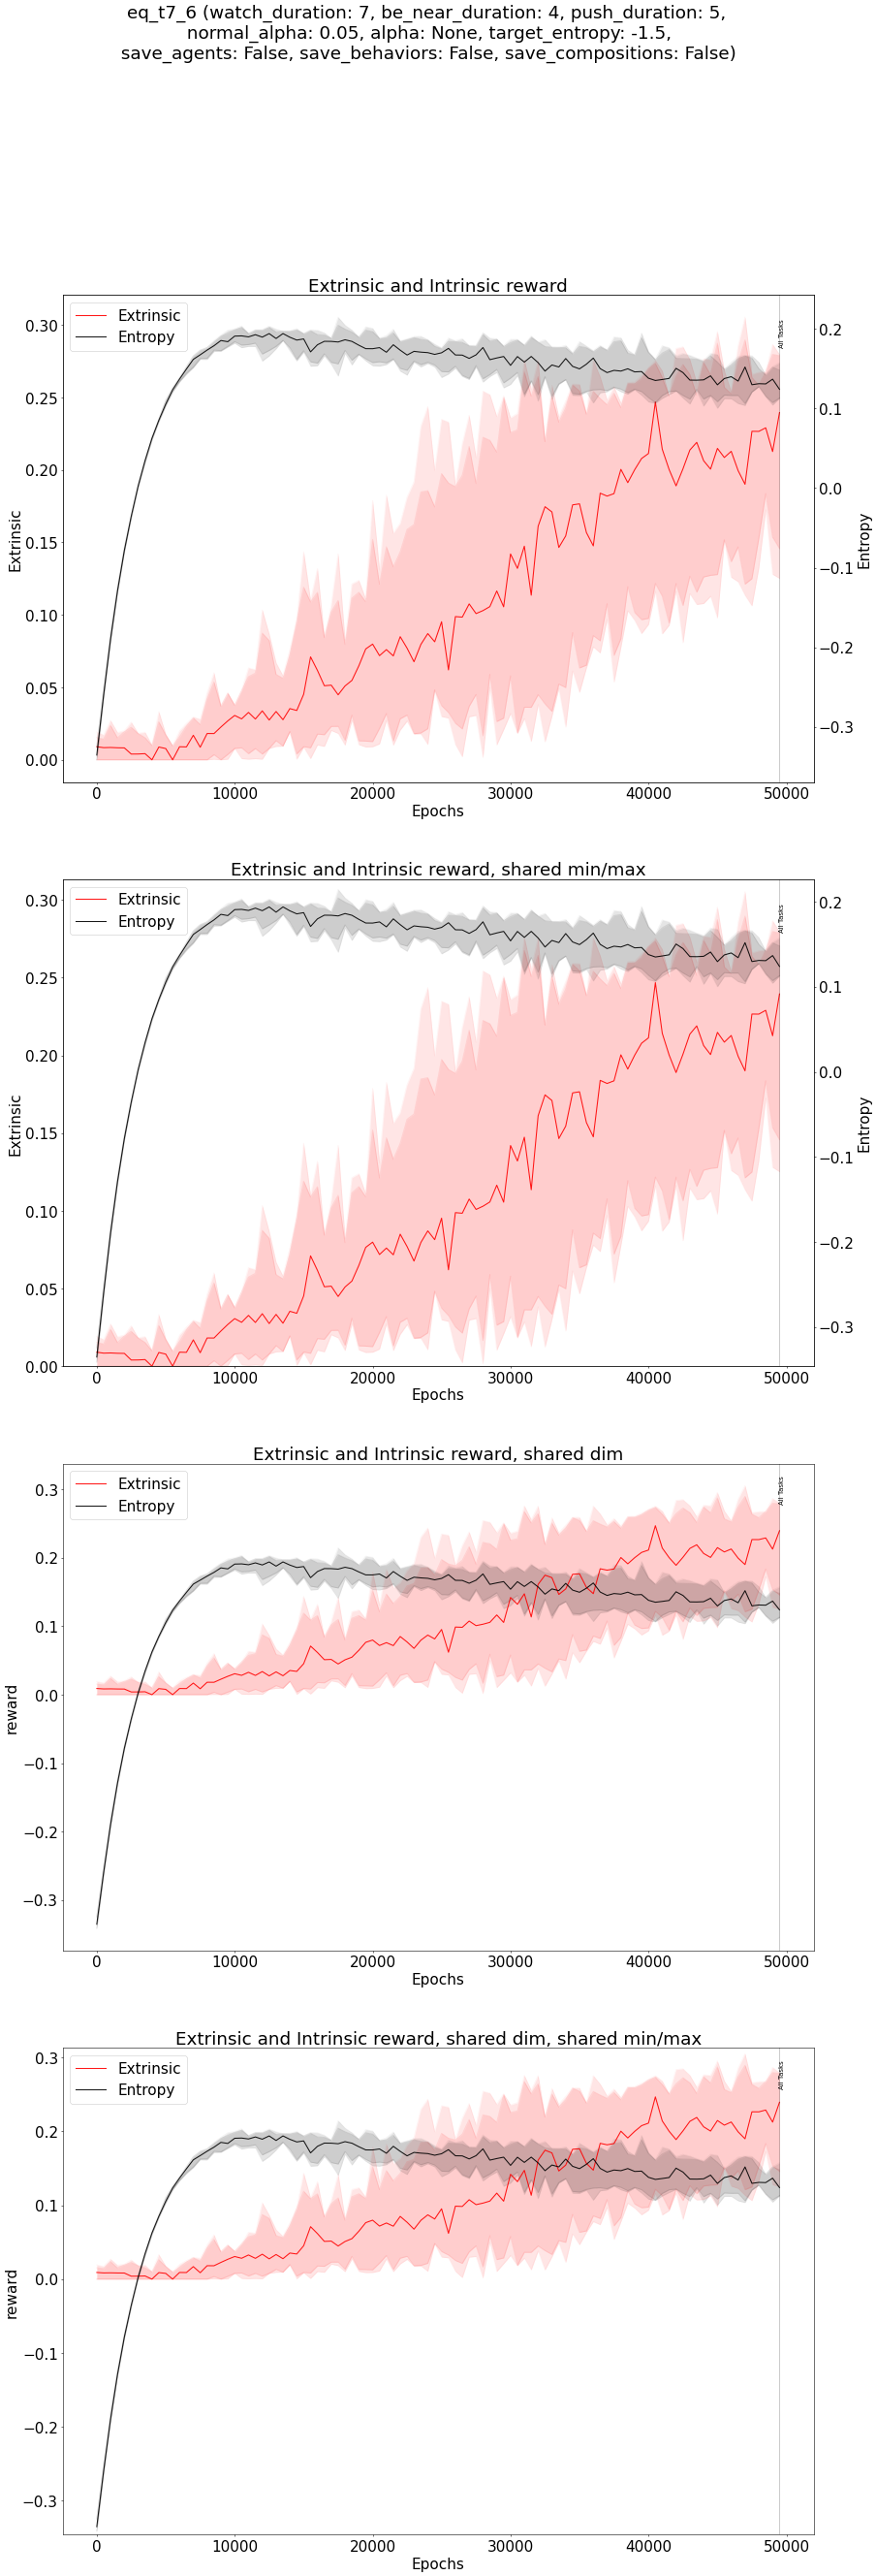 eq_t7_6 (watch_duration: 7, be_near_duration: 4, push_duration: 5,
normal_alpha: 0.05, alpha: None, target_entropy: -1.5,
save_agents: False, save_behaviors: False, save_compositions: False)
Extrinsic and Intrinsic reward
Extrinsic
Entropy
All Tasks
0.30
0.25
0.20
0.15
0.10
0.05
0.00
Extrinsic
0.2
0.1
0.0
−0.1
−0.2
−0.3
Entropy
0 10000 20000 30000 40000 50000
Epochs
Extrinsic and Intrinsic reward, shared min/max
Extrinsic
Entropy
All Tasks
0.30
0.25
0.20
0.15
0.10
0.05
0.00
Extrinsic
0.2
0.1
0.0
−0.1
−0.2
−0.3
Entropy
0 10000 20000 30000 40000 50000
Epochs
Extrinsic and Intrinsic reward, shared dim
Extrinsic
Entropy
All Tasks
0.3
0.2
0.1
0.0
−0.1
−0.2
−0.3
reward
0 10000 20000 30000 40000 50000
Epochs
Extrinsic and Intrinsic reward, shared dim, shared min/max
Extrinsic
Entropy
All Tasks
0.3
0.2
0.1
0.0
−0.1
−0.2
−0.3
reward
0 10000 20000 30000 40000 50000
Epochs